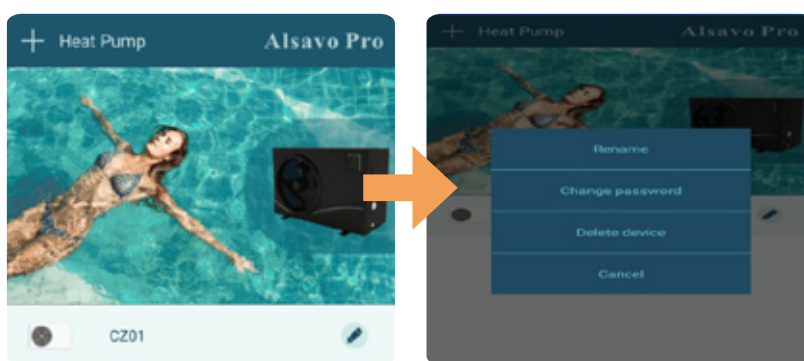 Heat Pump Alsavo Pro
CZ01
Heat Pump Alsavo Pro
Rename
Change password
Delete device
Cancel